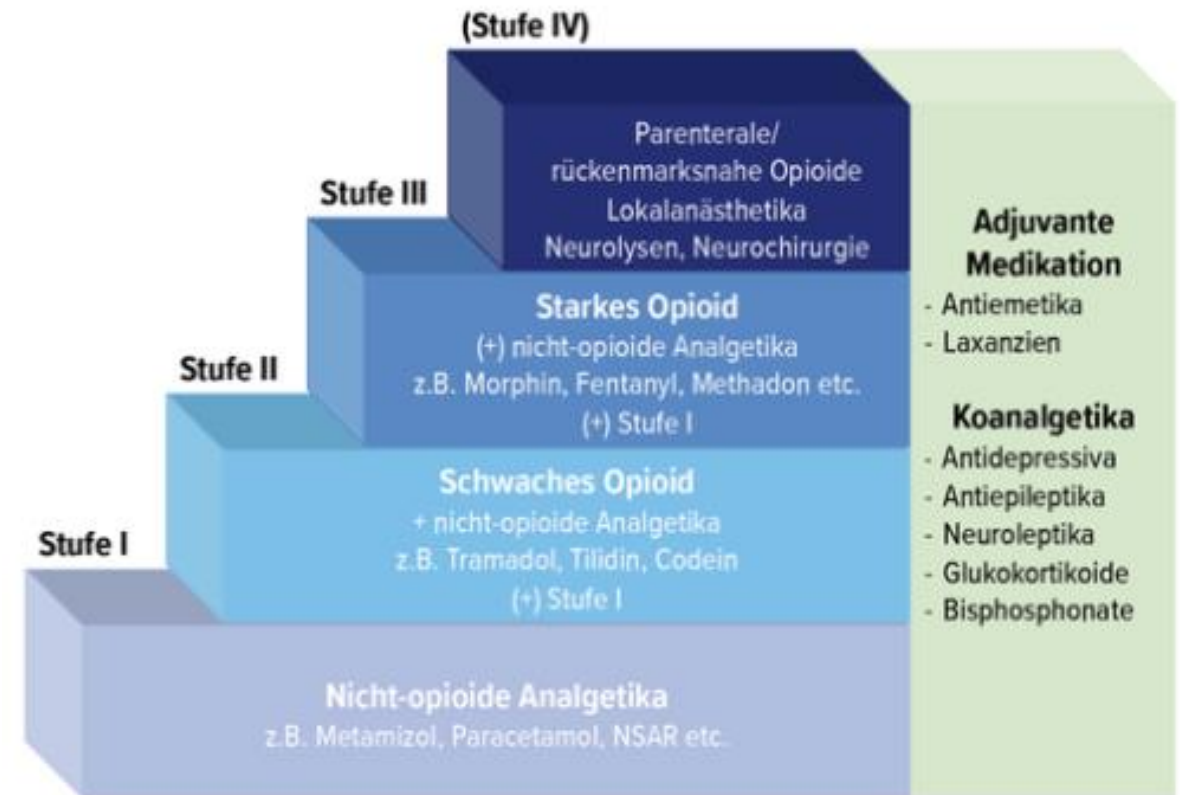 (Stufe IV)
Parenterale/
rückenmarksnahe Opioide
Lokalanästhetika
Neurolysen, Neurochirurgie
Stufe III
Starkes Opioid
(+) nicht-opioide Analgetika
z.B. Morphin, Fentanyl, Methadon etc.
(+) Stufe I
Stufe II
Schwaches Opioid
+ nicht-opioide Analgetika
z.B. Tramadol, Tilidin, Codein
(+) Stufe I
Stufe I
Nicht-opioide Analgetika
z.B. Metamizol, Paracetamol, NSAR etc.
Adjuvante
Medikation
- Antiemetika
- Laxanzien
Koanalgetika
- Antidepressiva
- Antiepileptika
- Neuroleptika
- Glukokortikoide
- Bisphosphonate